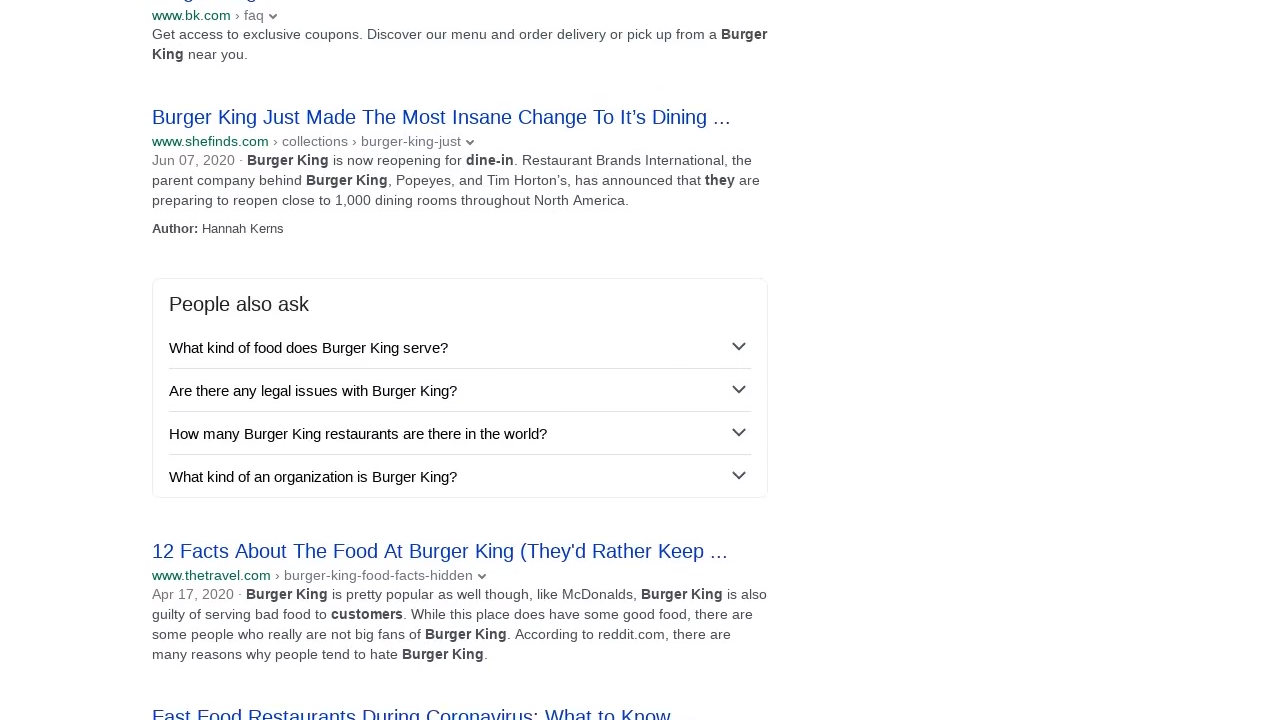 www.bk.com › faq
Get access to exclusive coupons. Discover our menu and order delivery or pick up from a Burger
King near you.
Burger King Just Made The Most Insane Change To It’s Dining ...
www.shefinds.com › collections › burger-king-just
Jun 07, 2020 · Burger King is now reopening for dine-in. Restaurant Brands International, the
parent company behind Burger King, Popeyes, and Tim Horton’s, has announced that they are
preparing to reopen close to 1,000 dining rooms throughout North America.
Author: Hannah Kerns
People also ask
What kind of food does Burger King serve?
Are there any legal issues with Burger King?
How many Burger King restaurants are there in the world?
What kind of an organization is Burger King?
12 Facts About The Food At Burger King (They'd Rather Keep ...
www.thetravel.com › burger-king-food-facts-hidden
Apr 17, 2020 · Burger King is pretty popular as well though, like McDonalds, Burger King is also
guilty of serving bad food to customers. While this place does have some good food, there are
some people who really are not big fans of Burger King. According to reddit.com, there are
many reasons why people tend to hate Burger King.
Fast Food Restaurants During Coronavirus: What to Know ...